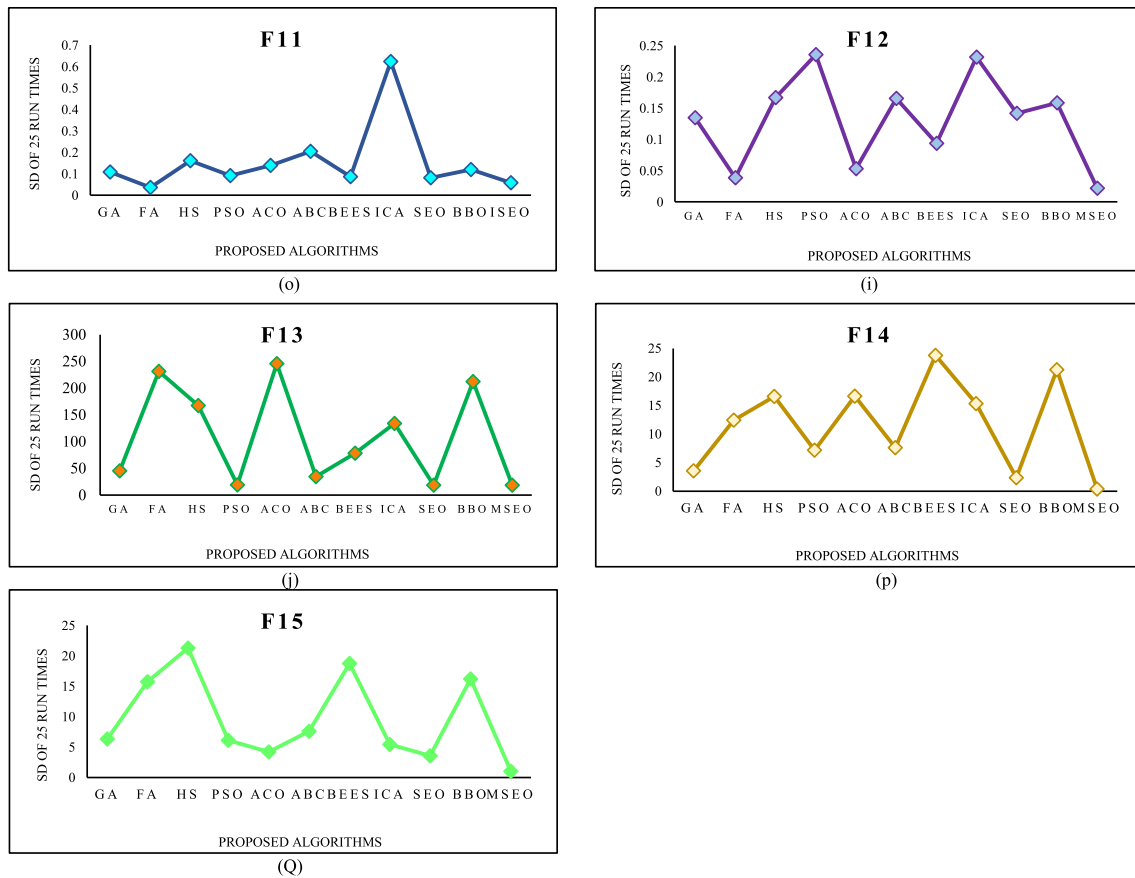 F11
SD OF 25 RUN TIMES
0.7
0.6
0.5
0.4
0.3
0.2
0.1
0
GA FA HS PSO ACO ABC BEES ICA SEO BBO ISEO
PROPOSED ALGORITHMS
(o)
F12
SD OF 25 RUN TIMES
0.25
0.2
0.15
0.1
0.05
0
GA FA HS PSO ACO ABC BEES ICA SEO BBO MSEO
PROPOSED ALGORITHMS
(i)
F13
SD OF 25 RUN TIMES
300
250
200
150
100
50
0
GA FA HS PSO ACO ABC BEES ICA SEO BBO MSEO
PROPOSED ALGORITHMS
(j)
F14
SD OF 25 RUN TIMES
25
20
15
10
5
0
GA FA HS PSO ACO ABC BEES ICA SEO BBO MSEO
PROPOSED ALGORITHMS
(p)
F15
SD OF 25 RUN TIMES
25
20
15
10
5
0
GA FA HS PSO ACO ABC BEES ICA SEO BBO MSEO
PROPOSED ALGORITHMS
(Q)